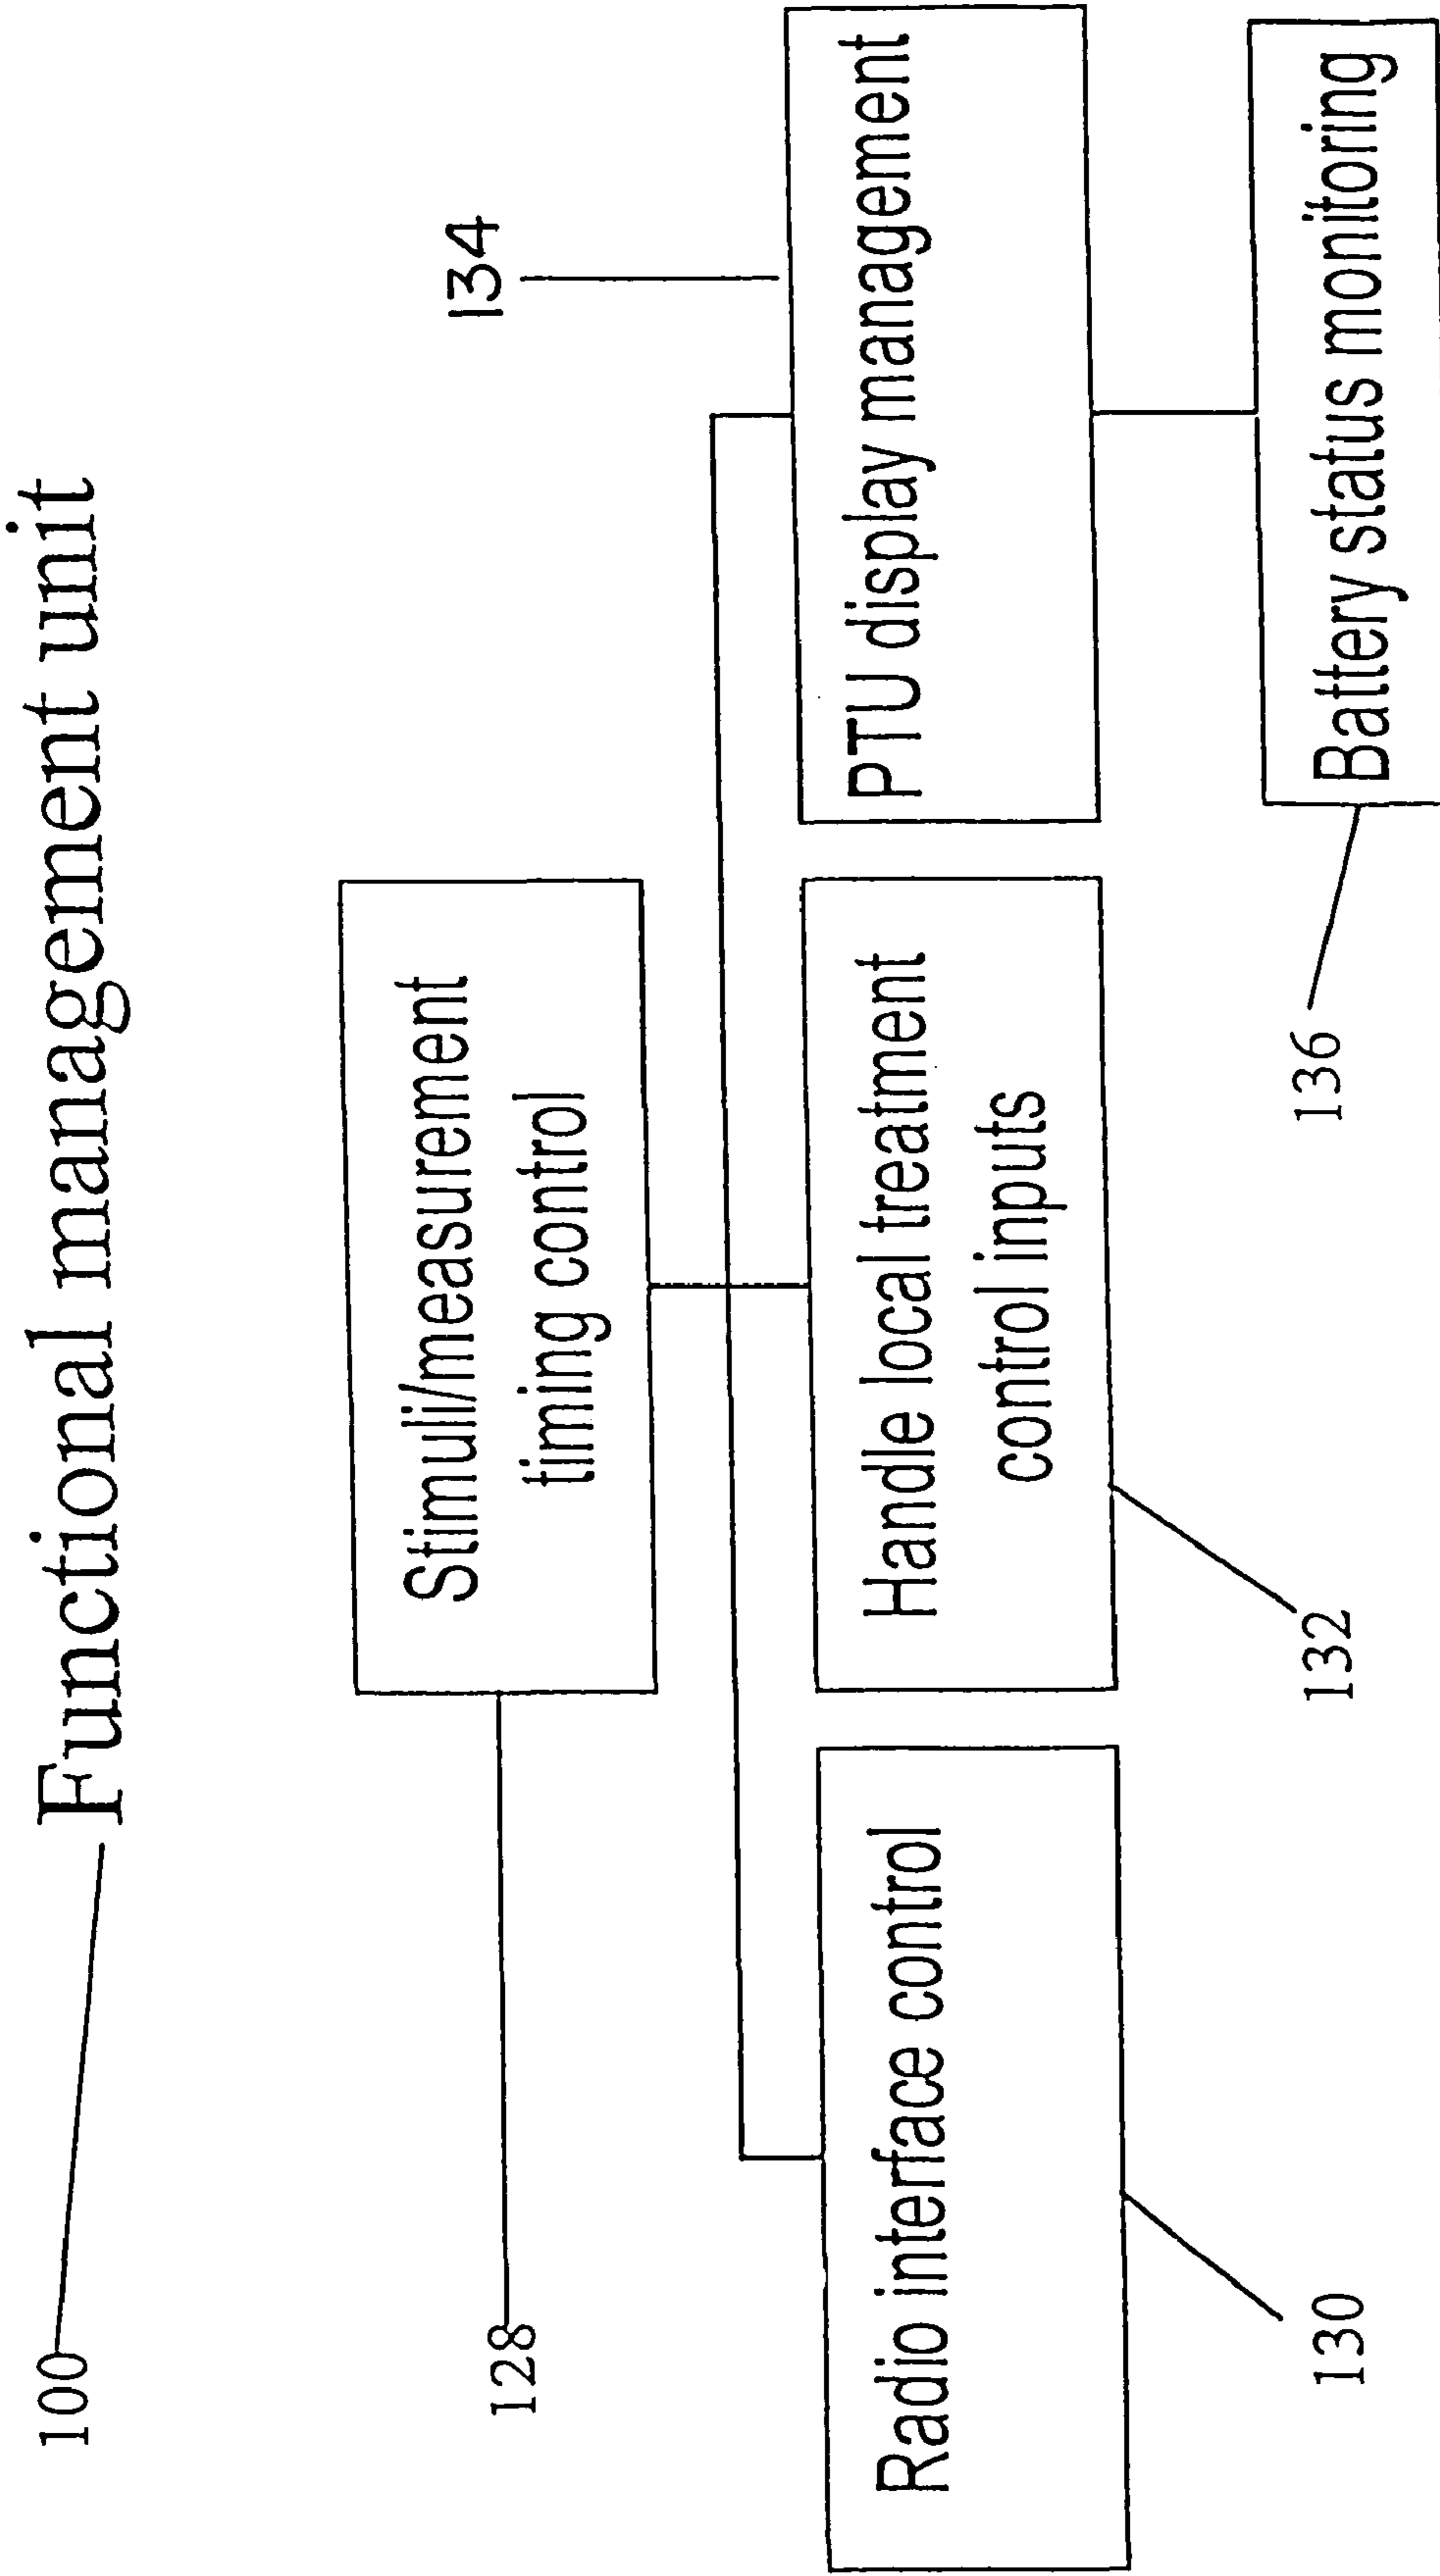 100
Functional management unit
128
Stimuli/measurement
timing control
134
Radio interface control
Handle local treatment
control inputs
PTU display management
130
132
136
Battery status monitoring